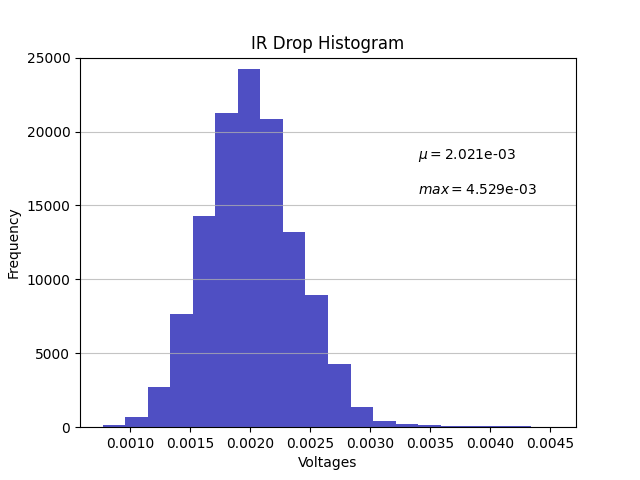 IR Drop Histogram
25000
20000
15000
10000
5000
0
Frequency
μ = 2.021e-03
max = 4.529e-03
0.0010 0.0015 0.0020 0.0025 0.0030 0.0035 0.0040 0.0045
Voltages